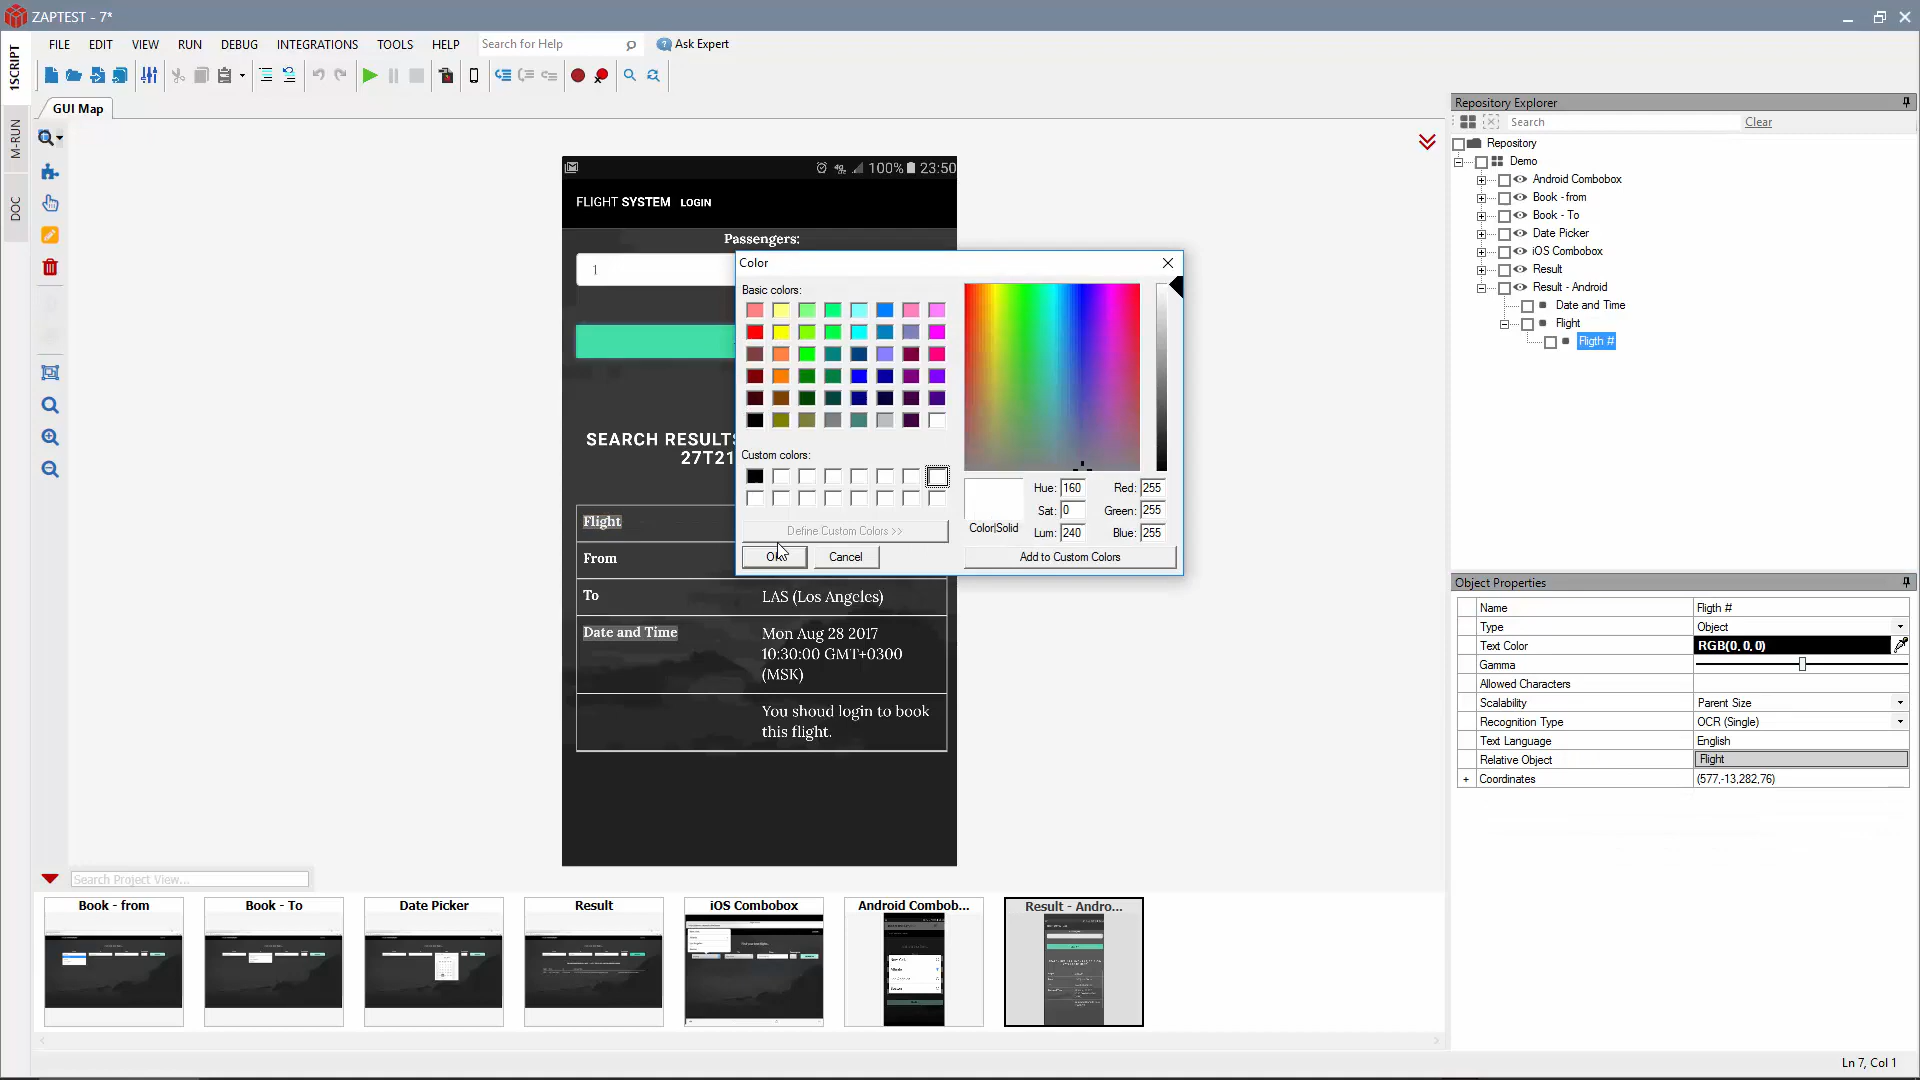 ZAPTEST - 7*
FILE EDIT VIEW RUN DEBUG INTEGRATIONS TOOLS HELP Search for Help Ask Expert
1SCRIPT
M-RUN
DOC
GUI Map
100% 23:50
FLIGHT SYSTEM LOGIN
Passengers:
1
SEARCH RESULTS
27T21
Flight
From
To LAS (Los Angeles)
Date and Time Mon Aug 28 2017
10:30:00 GMT+0300
(MSK)
You shoud login to book
this flight.
Color
Basic colors:
Custom colors:
Define Custom Colors >>
OK Cancel
Color|Solid
Hue: 160 Red: 255
Sat: 0 Green: 255
Lum: 240 Blue: 255
Add to Custom Colors
Repository Explorer
Search Clear
Repository
Demo
Android Combobox
Book - from
Book - To
Date Picker
iOS Combobox
Result
Result - Android
Date and Time
Flight
Fligth #
Object Properties
Name Fligth #
Type Object
Text Color RGB(0, 0, 0)
Gamma
Allowed Characters
Scalability Parent Size
Recognition Type OCR (Single)
Text Language English
Relative Object Flight
Coordinates (577,-13,282,76)
Search Project View...
Book - from
Book - To
Date Picker
Result
iOS Combobox
Android Combob...
Result - Andro...
Ln 7, Col 1